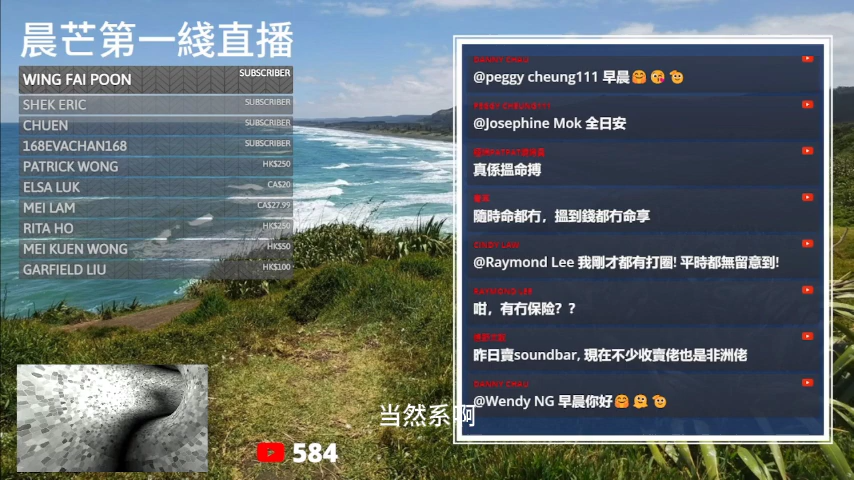 晨芒第一綫直播
WING FAI POON SUBSCRIBER
SHEK ERIC SUBSCRIBER
CHUEN SUBSCRIBER
168EVACHAN168 SUBSCRIBER
PATRICK WONG HK$250
ELSA LUK CA$20
MEI LAM CA$27.99
RITA HO HK$250
MEI KUEN WONG HK$50
GARFIELD LIU HK$100
DANNY CHAU
@peggy cheung111 早晨🤗 😘 🫡
PEGGY CHEUNG111
@Josephine Mok 全日安
真係搵命搏
隨時命都冇，搵到錢都冇命享
CINDY LAW
@Raymond Lee 我剛才都有打圈! 平時都無留意到!
RAYMOND LEE
咁，有冇保险？？
昨日賣soundbar, 現在不少收賣佬也是非洲佬
DANNY CHAU
@Wendy NG 早晨你好🤗 🫠 🫡
当然系啊
584